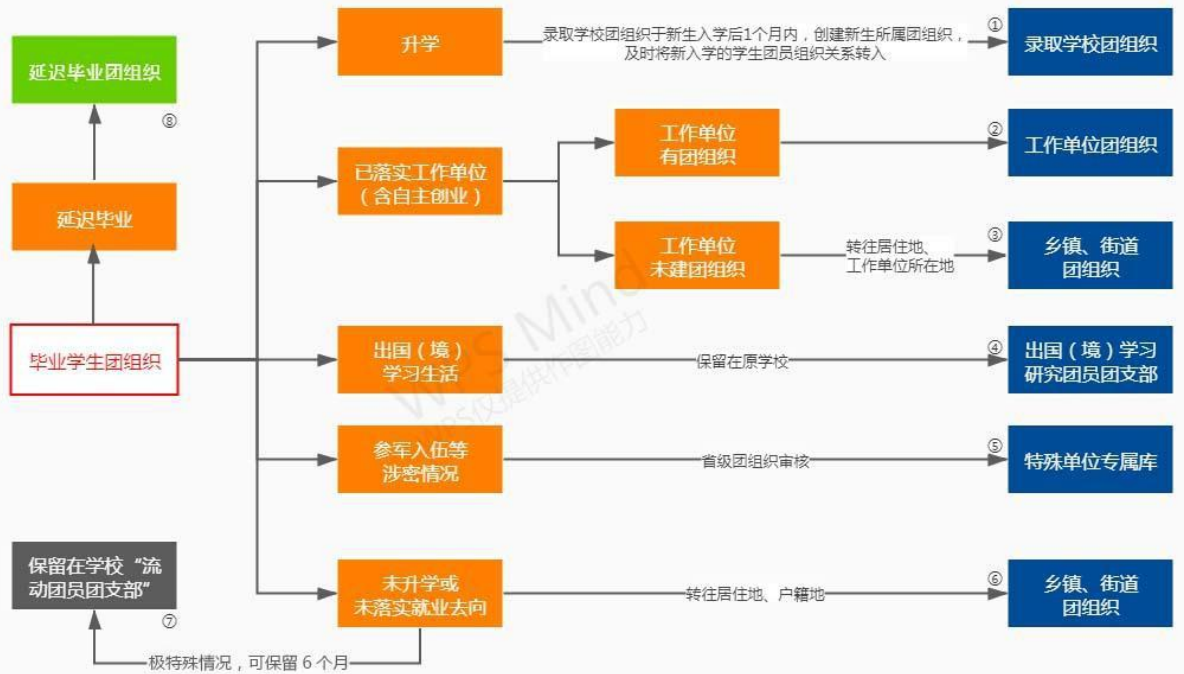 升学
录取学校团组织于新生入学后1个月内，创建新生所属团组织，
及时将新入学的学生团员组织关系转入
①
录取学校团组织
延迟毕业团组织
⑧
延迟毕业
毕业学生团组织
已落实工作单位
（含自主创业）
工作单位
有团组织
②
工作单位团组织
工作单位
未建团组织
转往居住地、
工作单位所在地
③
乡镇、街道
团组织
出国（境）
学习生活
保留在原学校
④
出国（境）学习
研究团员团支部
参军入伍等
涉密情况
省级团组织审核
⑤
特殊单位专属库
未升学或
未落实就业去向
转往居住地、户籍地
⑥
乡镇、街道
团组织
保留在学校“流
动团员团支部”
⑦
极特殊情况，可保留6个月
WPS Mind
WPS仅提供作图能力